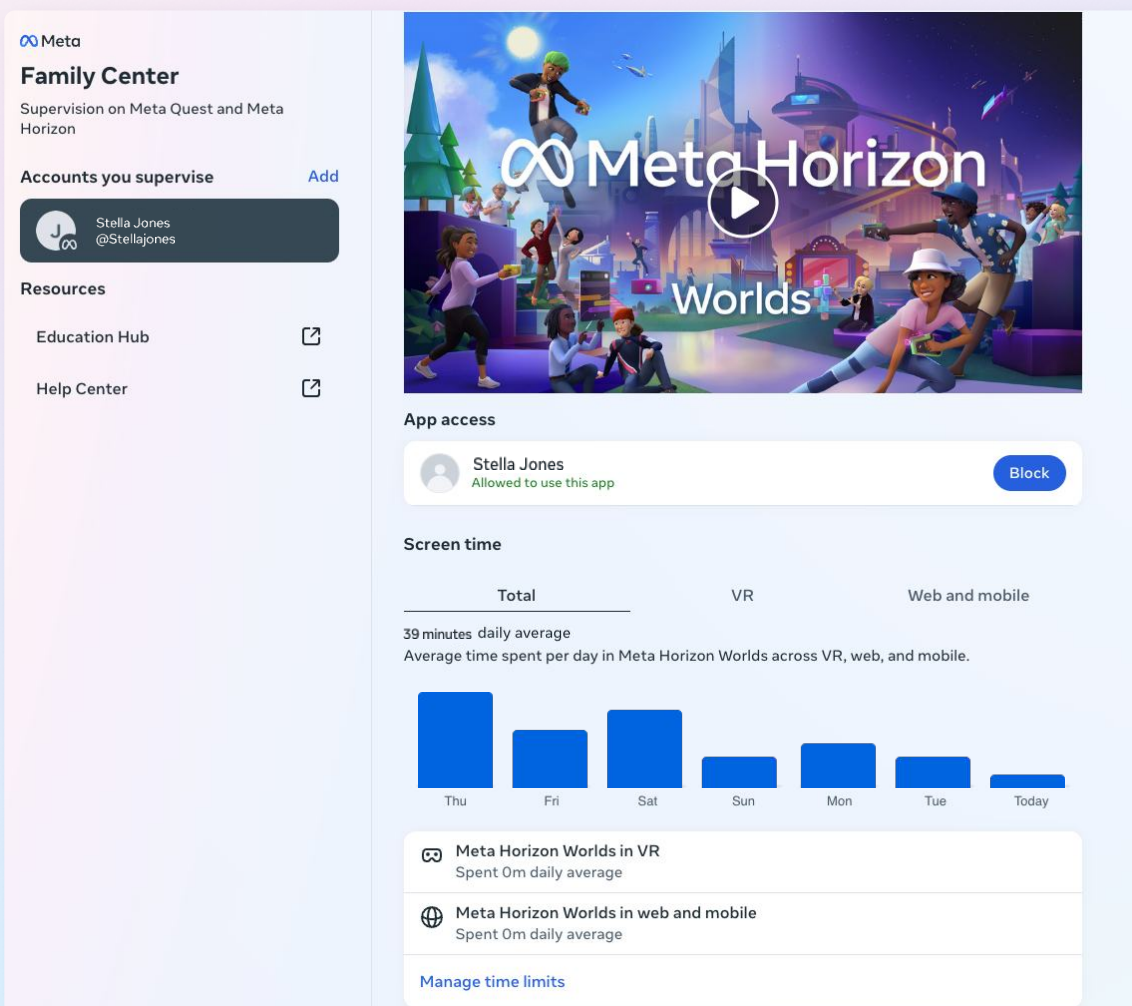 Meta
Family Center
Supervision on Meta Quest and Meta
Horizon
Accounts you supervise Add
J
Stella Jones
@Stellajones
Resources
Education Hub
Help Center
Meta Horizon
Worlds
App access
Stella Jones
Allowed to use this app
Block
Screen time
Total VR Web and mobile
39 minutes daily average
Average time spent per day in Meta Horizon Worlds across VR, web, and mobile.
Thu Fri Sat Sun Mon Tue Today
Meta Horizon Worlds in VR
Spent 0m daily average
Meta Horizon Worlds in web and mobile
Spent 0m daily average
Manage time limits